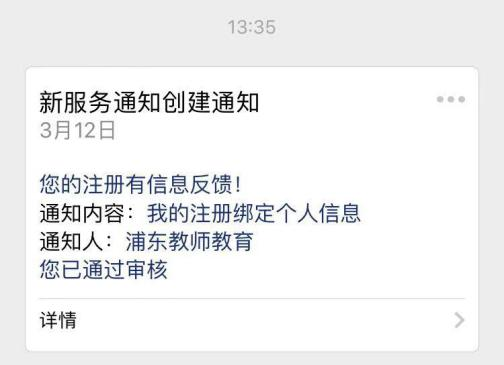 13:35
新服务通知创建通知
3月12日
您的注册有信息反馈！
通知内容：我的注册绑定个人信息
通知人：浦东教师教育
您已通过审核
详情